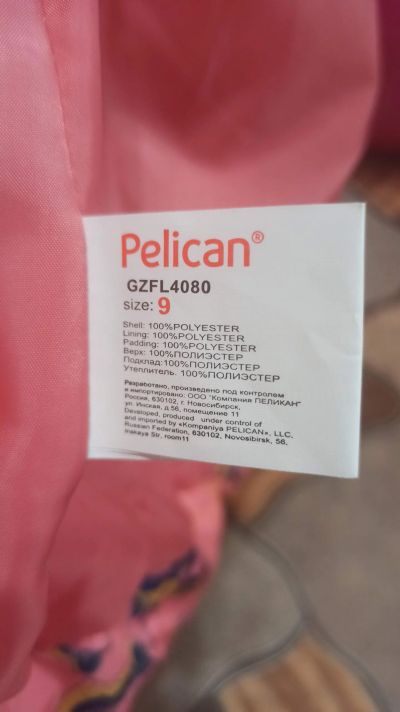 Pelican®
GZFL4080
size: 9
Shell: 100%POLYESTER
Lining: 100%POLYESTER
Padding: 100%POLYESTER
Верх: 100%ПОЛИЭСТЕР
Подклад:100%ПОЛИЭСТЕР
Утеплитель. 100%ПОЛИЭСТЕР
Разработано, произведено под контролем
и импортировано: ООО "Компания ПЕЛИКАН"
Россия, 630102, г. Новосибирск,
ул. Инская, д.56, помещение 11
Developed, produced under control of
and imported by «Kompaniya PELICAN», LLC,
Russian Federation, 630102, Novosibirsk, 56,
Inskaya Str, room11